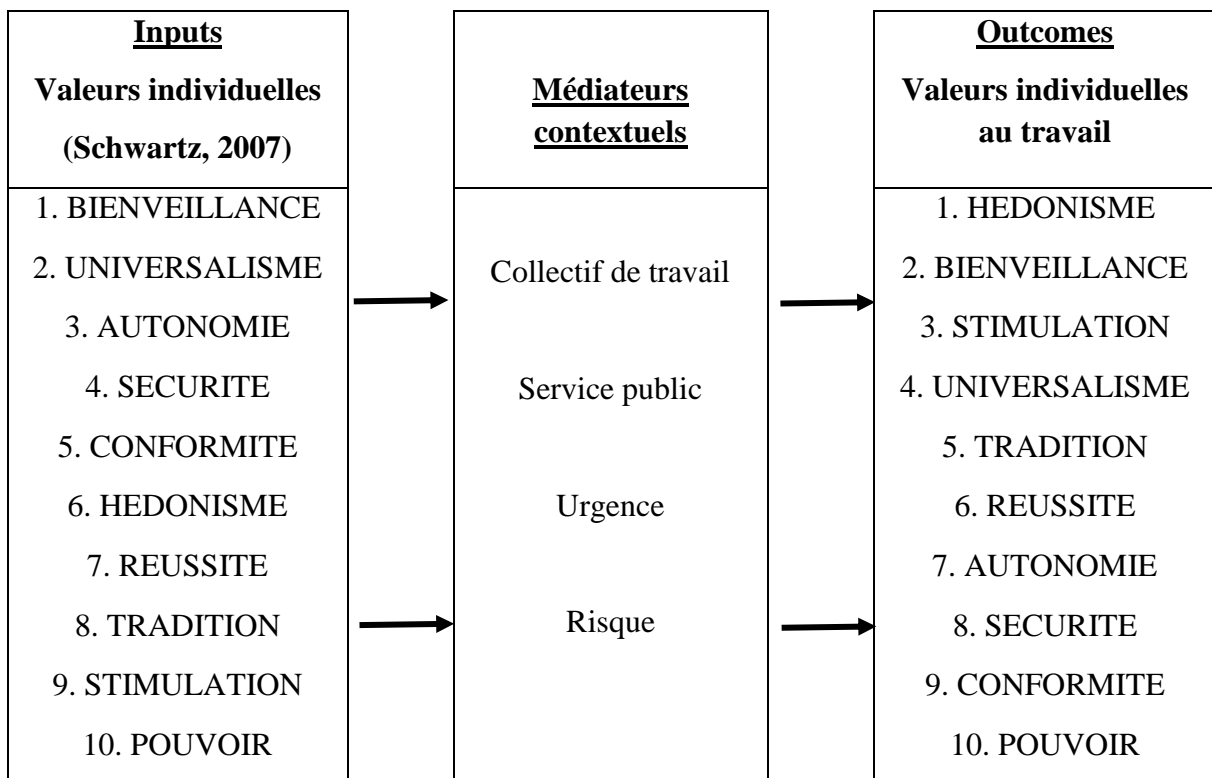 Inputs
Valeurs individuelles
(Schwartz, 2007)
1. BIENVEILLANCE
2. UNIVERSALISME
3. AUTONOMIE
4. SECURITE
5. CONFORMITE
6. HEDONISME
7. REUSSITE
8. TRADITION
9. STIMULATION
10. POUVOIR
Médiateurs
contextuels
Collectif de travail
Service public
Urgence
Risque
Outcomes
Valeurs individuelles
au travail
1. HEDONISME
2. BIENVEILLANCE
3. STIMULATION
4. UNIVERSALISME
5. TRADITION
6. REUSSITE
7. AUTONOMIE
8. SECURITE
9. CONFORMITE
10. POUVOIR